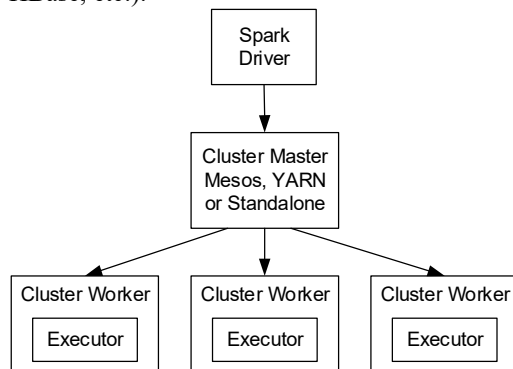 Spark
Driver
Cluster Master
Mesos, YARN
or Standalone
Cluster Worker Cluster Worker Cluster Worker
Executor Executor Executor